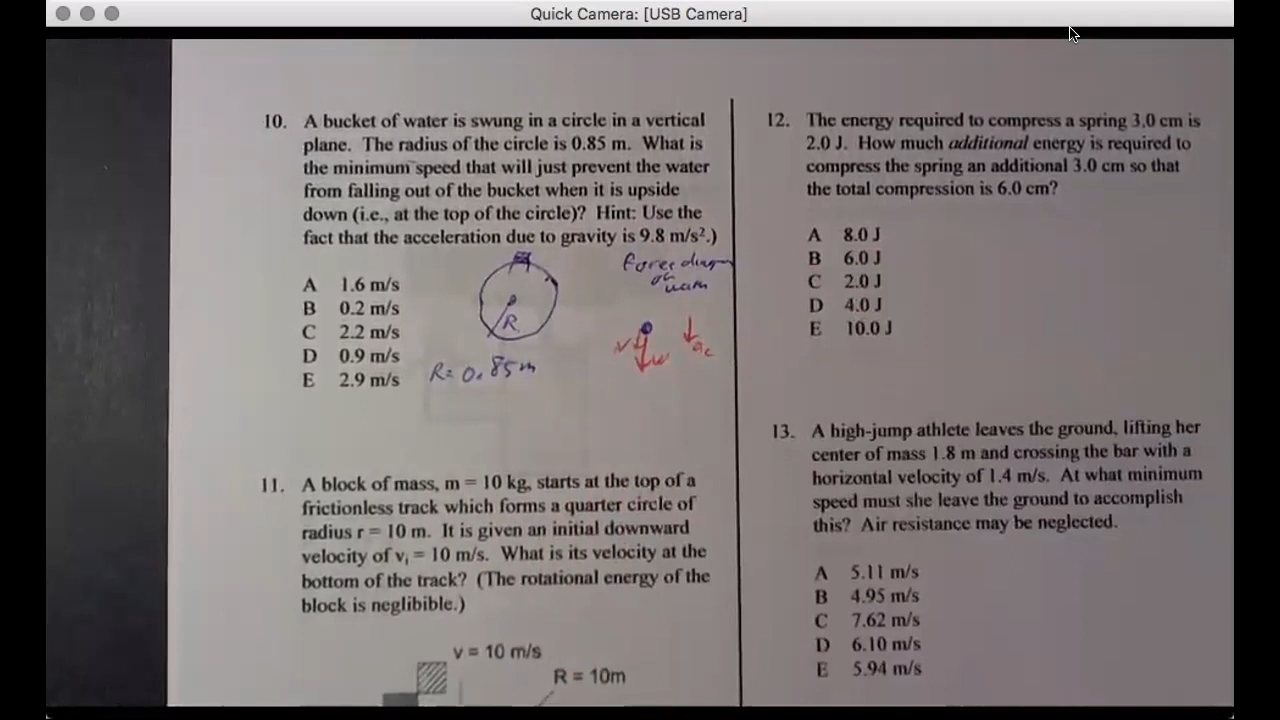 Quick Camera: [USB Camera]
10. A bucket of water is swung in a circle in a vertical
plane. The radius of the circle is 0.85 m. What is
the minimum speed that will just prevent the water
from falling out of the bucket when it is upside
down (i.e., at the top of the circle)? Hint: Use the
fact that the acceleration due to gravity is 9.8 m/s².)
A 1.6 m/s
B 0.2 m/s
C 2.2 m/s
D 0.9 m/s
E 2.9 m/s
R
R= 0.85m
Force diagram
of
N
W
ac
11. A block of mass, m = 10 kg, starts at the top of a
frictionless track which forms a quarter circle of
radius r = 10 m. It is given an initial downward
velocity of vi = 10 m/s. What is its velocity at the
bottom of the track? (The rotational energy of the
block is neglibible.)
v = 10 m/s
R = 10m
12. The energy required to compress a spring 3.0 cm is
2.0 J. How much additional energy is required to
compress the spring an additional 3.0 cm so that
the total compression is 6.0 cm?
A 8.0 J
B 6.0 J
C 2.0 J
D 4.0 J
E 10.0 J
13. A high-jump athlete leaves the ground, lifting her
center of mass 1.8 m and crossing the bar with a
horizontal velocity of 1.4 m/s. At what minimum
speed must she leave the ground to accomplish
this? Air resistance may be neglected.
A 5.11 m/s
B 4.95 m/s
C 7.62 m/s
D 6.10 m/s
E 5.94 m/s